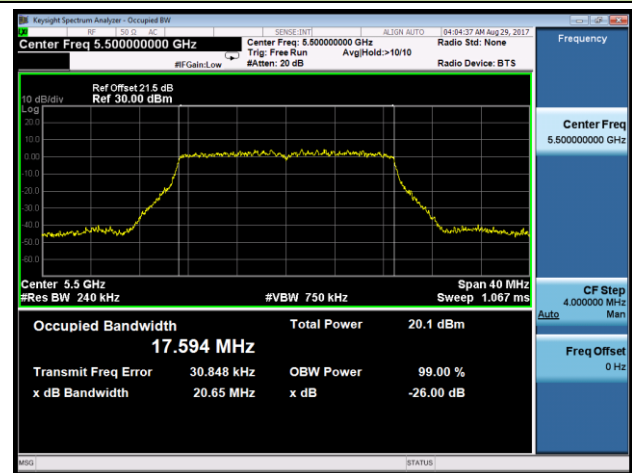 Keysight Spectrum Analyzer - Occupied BW
RF 50 Ω AC SENSE:INT ALIGN AUTO 04:04:37 AM Aug 29, 2017
Center Freq 5.500000000 GHz Center Freq: 5.500000000 GHz Radio Std: None Frequency
Trig: Free Run Avg|Hold:>10/10
#IFGain:Low #Atten: 20 dB Radio Device: BTS
Ref Offset 21.5 dB
10 dB/div Ref 30.00 dBm
Log
20.0
10.0
0.00
-10.0
-20.0
-30.0
-40.0
-50.0
-60.0
Center Freq
5.500000000 GHz
Center 5.5 GHz Span 40 MHz
#Res BW 240 kHz #VBW 750 kHz Sweep 1.067 ms
CF Step
4.000000 MHz
Auto Man
Occupied Bandwidth Total Power 20.1 dBm
17.594 MHz
Transmit Freq Error 30.848 kHz OBW Power 99.00 %
x dB Bandwidth 20.65 MHz x dB -26.00 dB
Freq Offset
0 Hz
MSG STATUS